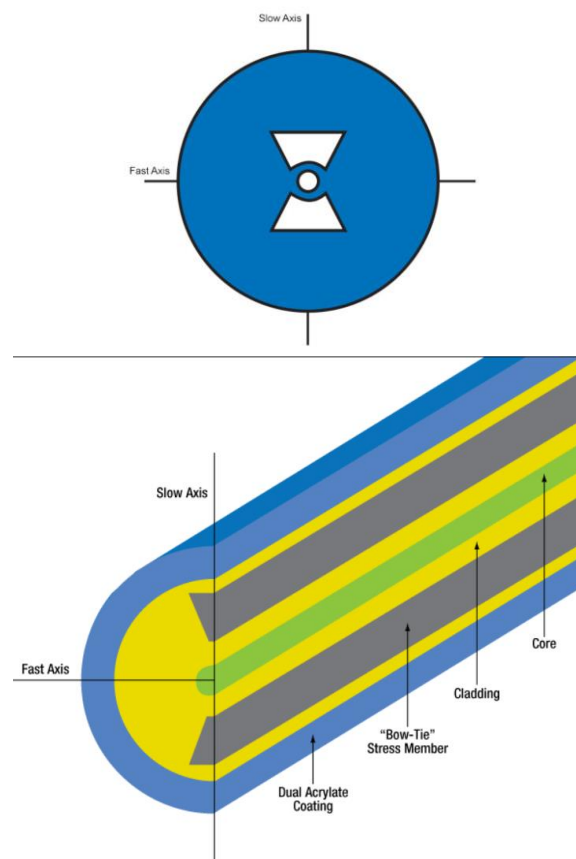 Slow Axis
Fast Axis
Slow Axis
Fast Axis
Core
Cladding
“Bow-Tie”
Stress Member
Dual Acrylate
Coating